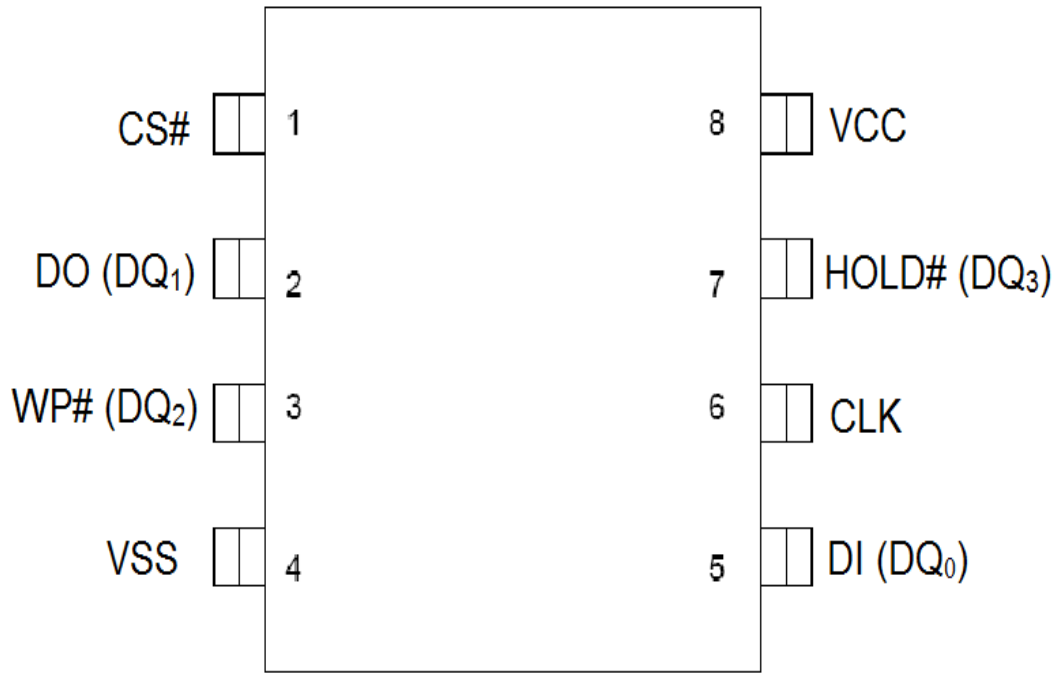 CS# 1 8 VCC
DO (DQ₁) 2 7 HOLD# (DQ₃)
WP# (DQ₂) 3 6 CLK
VSS 4 5 DI (DQ₀)